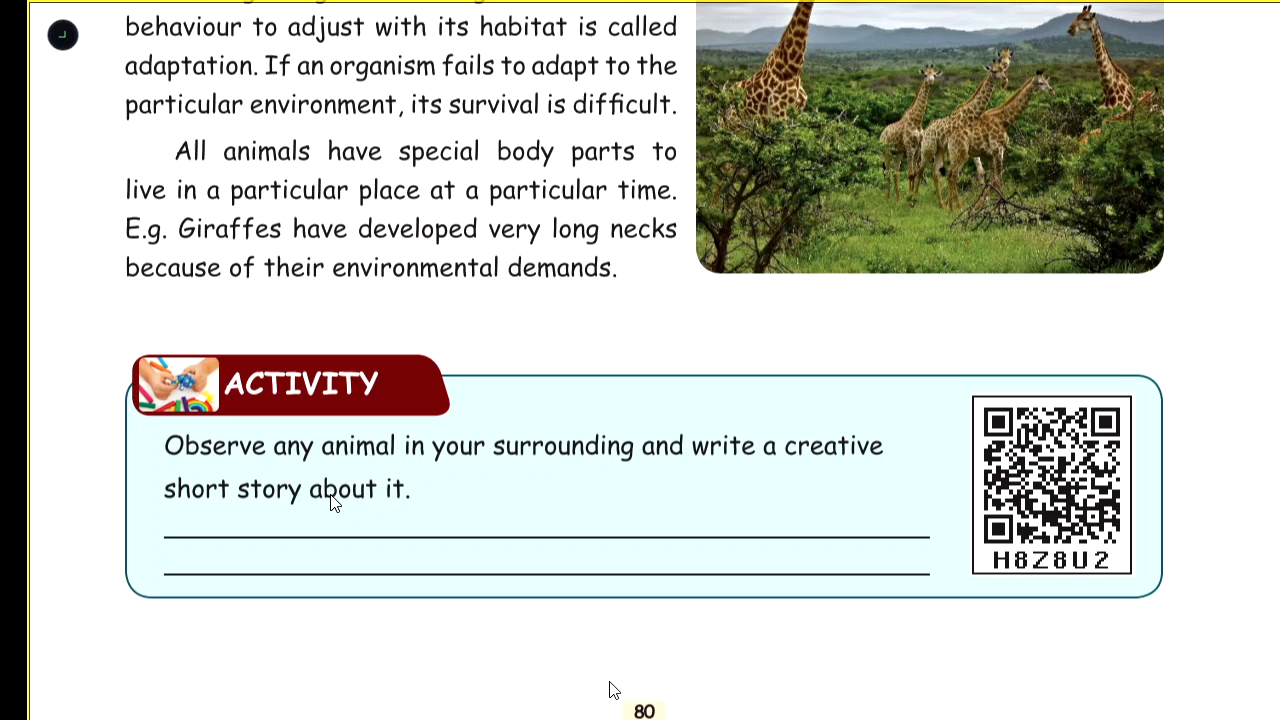 behaviour to adjust with its habitat is called
adaptation. If an organism fails to adapt to the
particular environment, its survival is difficult.
All animals have special body parts to
live in a particular place at a particular time.
E.g. Giraffes have developed very long necks
because of their environmental demands.
ACTIVITY
Observe any animal in your surrounding and write a creative
short story about it.
H8Z8U2
80